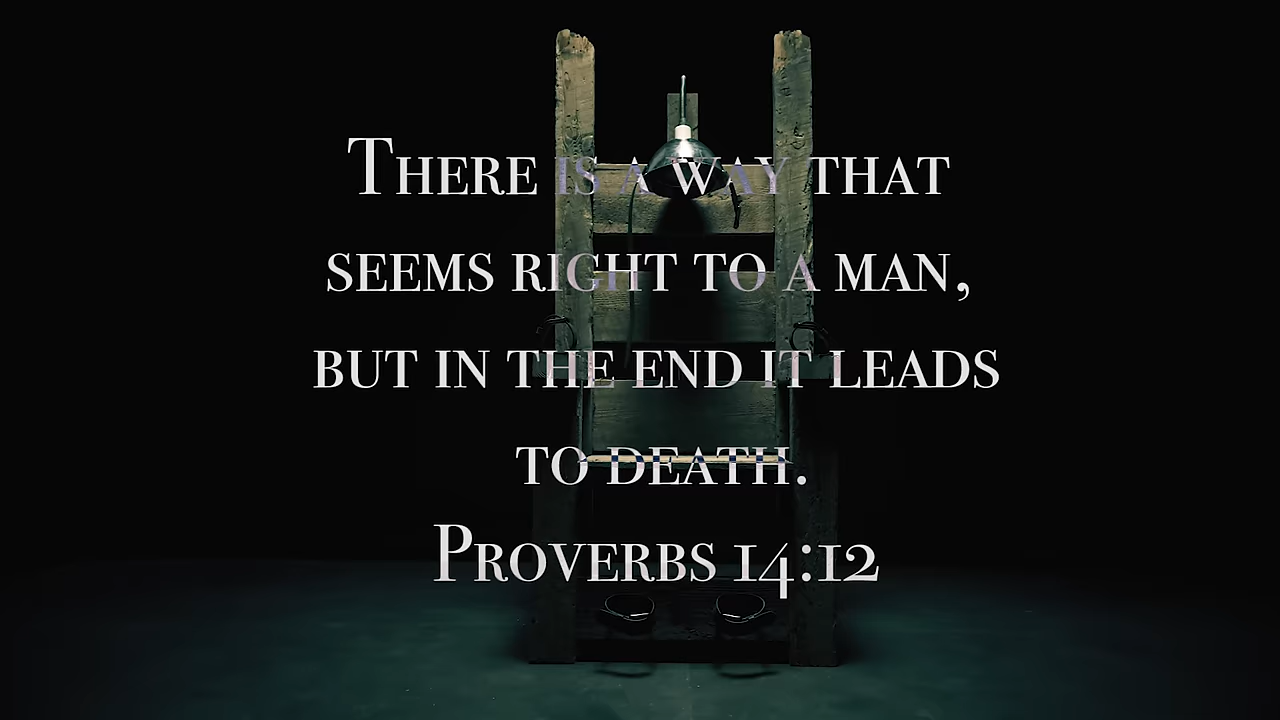 There is a way that
seems right to a man,
but in the end it leads
to death.
Proverbs 14:12